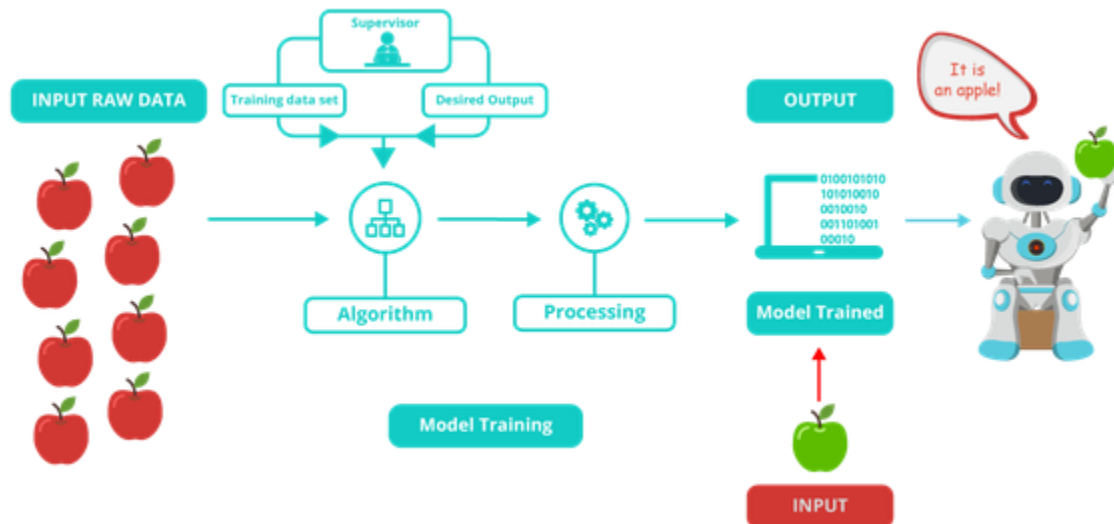 Supervisor
INPUT RAW DATA
Training data set
Desired Output
OUTPUT
It is
an apple!
0100101010
101010010
0010010
001101001
00010
Algorithm
Processing
Model Trained
Model Training
INPUT